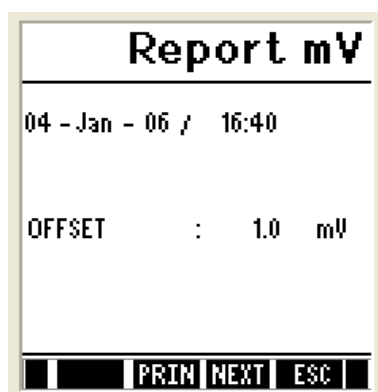 Report mV
04 - Jan - 06 / 16:40
OFFSET : 1.0 mV
PRIN NEXT ESC